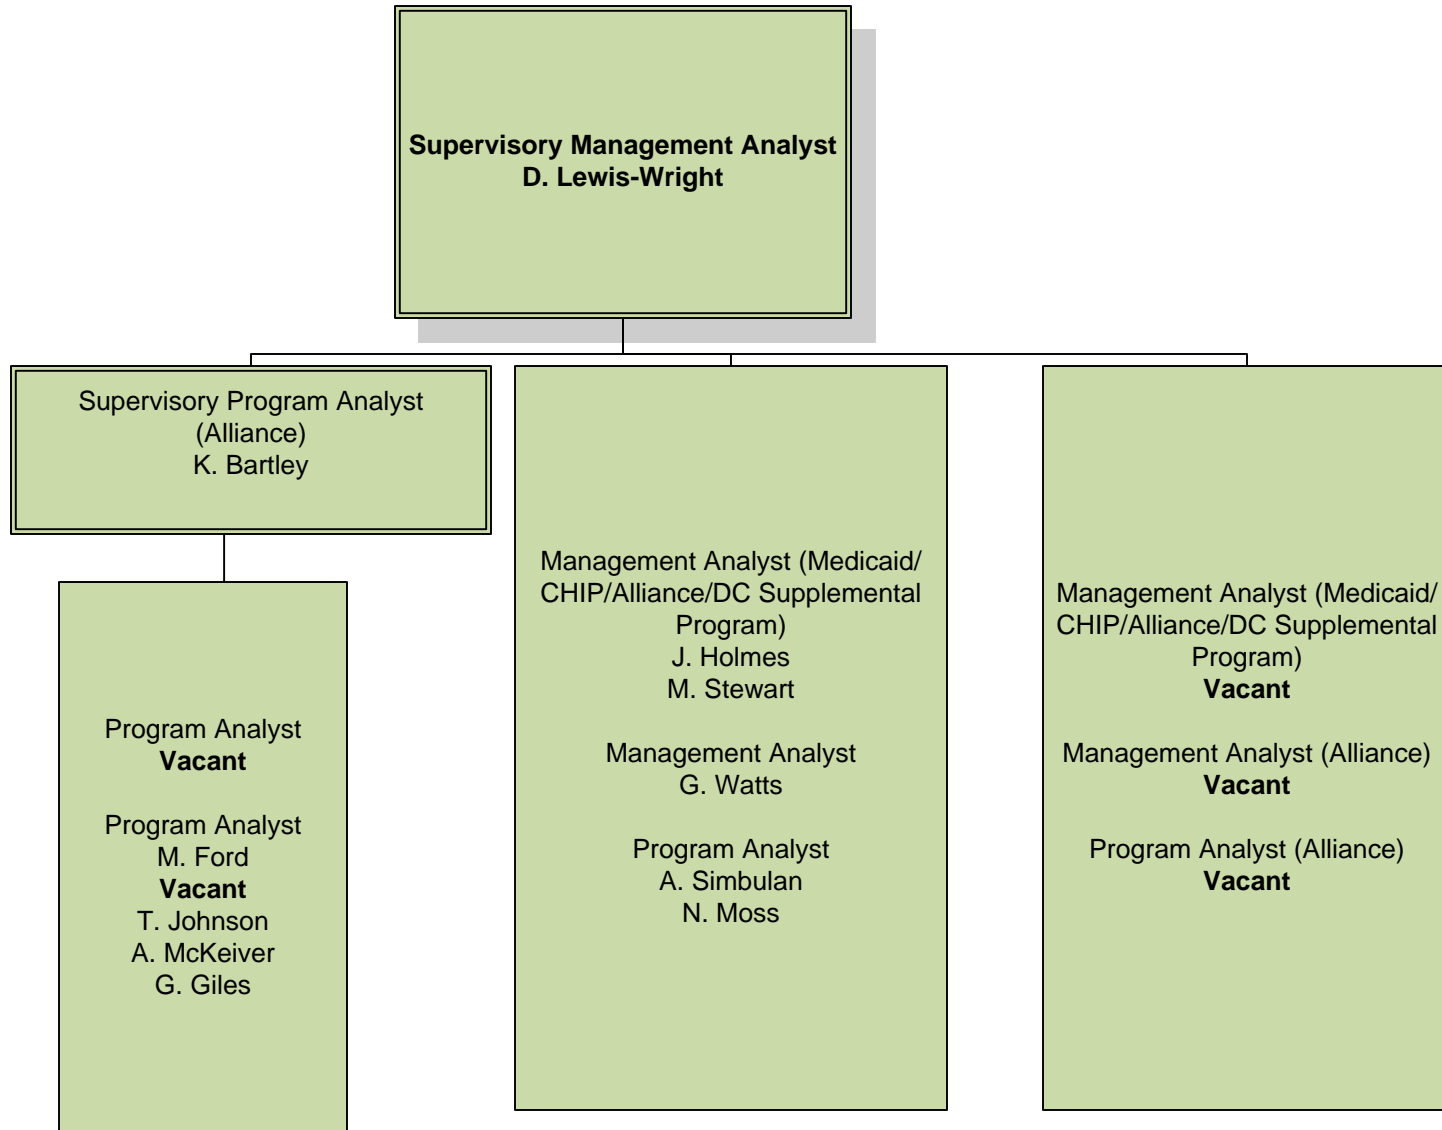 Supervisory Management Analyst
D. Lewis-Wright
Supervisory Program Analyst
(Alliance)
K. Bartley
Program Analyst
Vacant
Program Analyst
M. Ford
Vacant
T. Johnson
A. McKeiver
G. Giles
Management Analyst (Medicaid/
CHIP/Alliance/DC Supplemental
Program)
J. Holmes
M. Stewart
Management Analyst
G. Watts
Program Analyst
A. Simbulan
N. Moss
Management Analyst (Medicaid/
CHIP/Alliance/DC Supplemental
Program)
Vacant
Management Analyst (Alliance)
Vacant
Program Analyst (Alliance)
Vacant